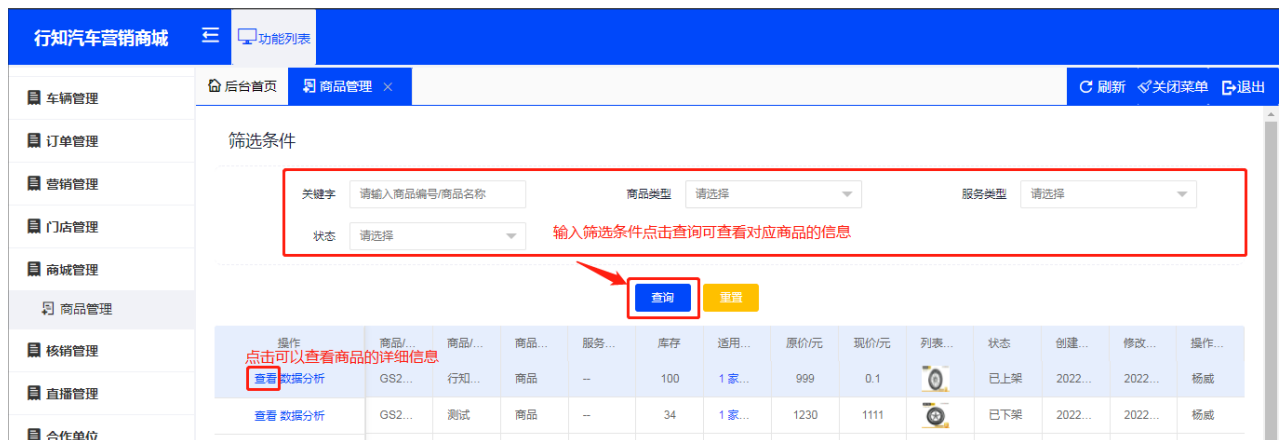 行知汽车营销商城
功能列表
后台首页
商品管理 ×
刷新
关闭菜单
退出
车辆管理
订单管理
营销管理
门店管理
商城管理
商品管理
核销管理
直播管理
合作单位
筛选条件
关键字 请输入商品编号/商品名称 商品类型 请选择 服务类型 请选择
状态 请选择
输入筛选条件点击查询可查看对应商品的信息
查询 重置
操作 商品/... 商品/... 商品... 服务... 库存 适用... 原价/元 现价/元 列表... 状态 创建... 修改... 操作...
点击可以查看商品的详细信息
查看 数据分析 GS2... 行知... 商品 -- 100 1 家... 999 0.1 已上架 2022... 2022... 杨威
查看 数据分析 GS2... 测试 商品 -- 34 1 家... 1230 1111 已下架 2022... 2022... 杨威